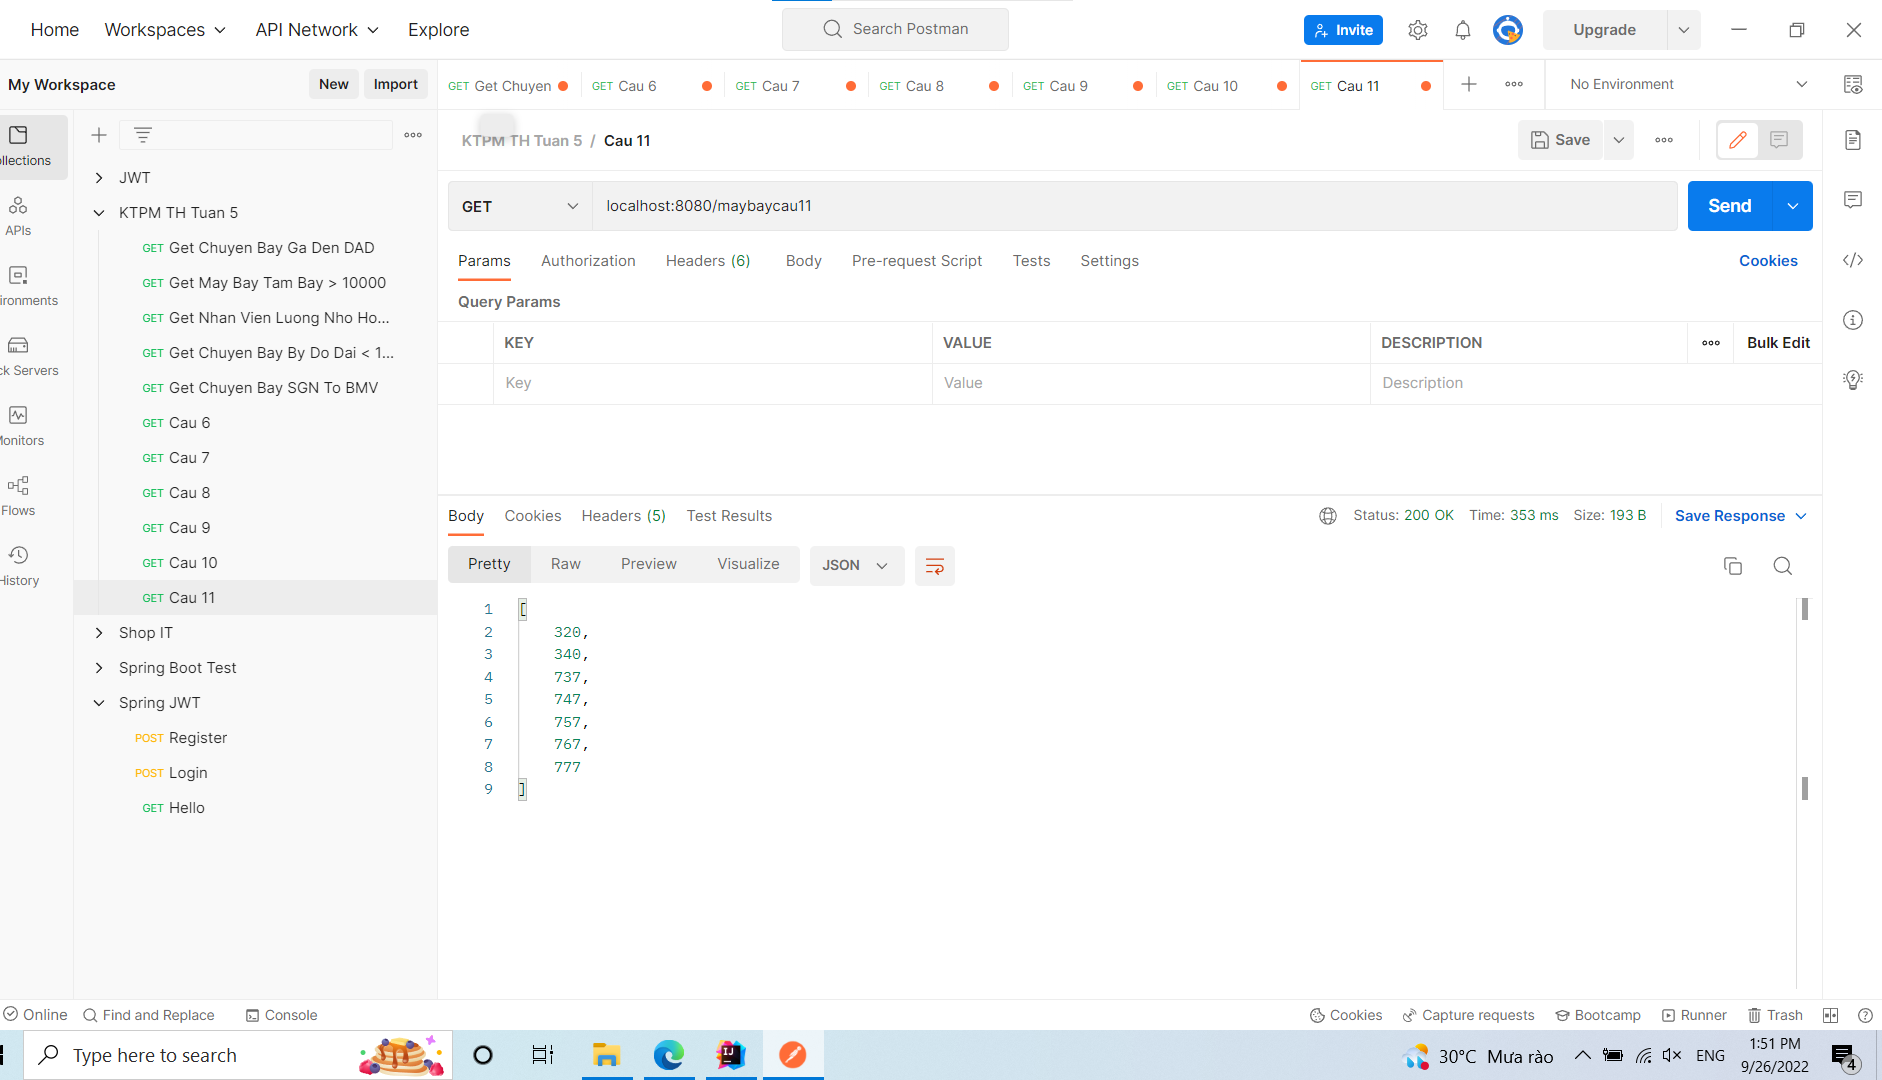 Home Workspaces API Network Explore Search Postman Invite Upgrade
My Workspace New Import GET Get Chuyen GET Cau 6 GET Cau 7 GET Cau 8 GET Cau 9 GET Cau 10 GET Cau 11 No Environment
KTPM TH Tuan 5 / Cau 11 Save
llections
JWT
KTPM TH Tuan 5
GET localhost:8080/maybaycau11 Send
APIs
GET Get Chuyen Bay Ga Den DAD
Params Authorization Headers (6) Body Pre-request Script Tests Settings Cookies
GET Get May Bay Tam Bay > 10000
ironments
Query Params
GET Get Nhan Vien Luong Nho Ho...
KEY VALUE DESCRIPTION Bulk Edit
GET Get Chuyen Bay By Do Dai < 1...
ck Servers
Key Value Description
GET Get Chuyen Bay SGN To BMV
GET Cau 6
Monitors
GET Cau 7
GET Cau 8
Flows
Body Cookies Headers (5) Test Results Status: 200 OK Time: 353 ms Size: 193 B Save Response
GET Cau 9
GET Cau 10
Pretty Raw Preview Visualize JSON
History
GET Cau 11
1 [
2 320,
3 340,
4 737,
5 747,
6 757,
7 767,
8 777
9 ]
Shop IT
Spring Boot Test
Spring JWT
POST Register
POST Login
GET Hello
Online Find and Replace Console Cookies Capture requests Bootcamp Runner Trash
Type here to search 30°C Mưa rào ENG 1:51 PM
9/26/2022 4